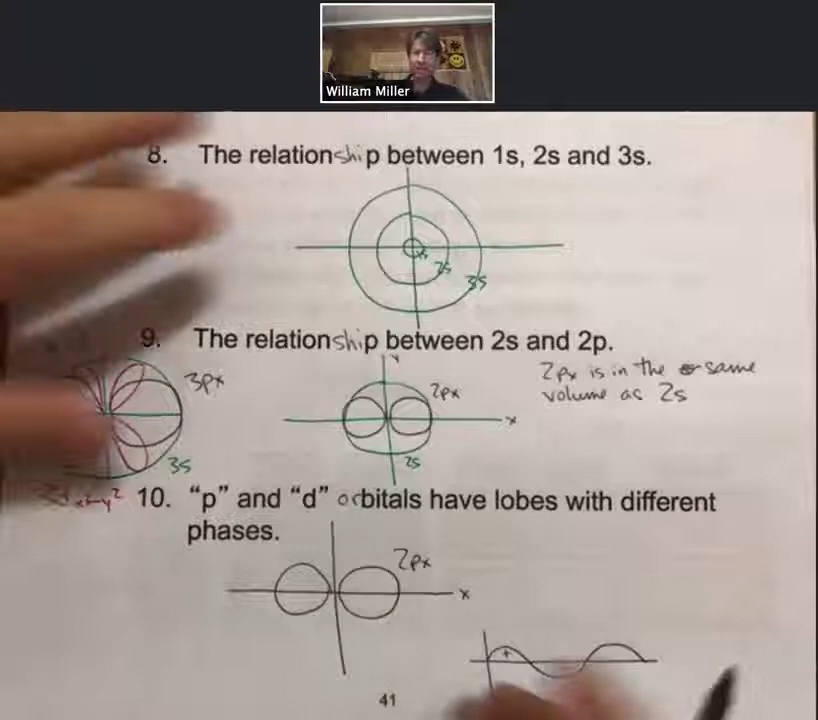 William Miller
8. The relationship between 1s, 2s and 3s.
2s
3s
9. The relationship between 2s and 2p.
2px is in the same
volume as 2s
3px
y
2px
x
3s
2s
x²-y²
10. "p" and "d" orbitals have lobes with different
phases.
2px
x
+
41